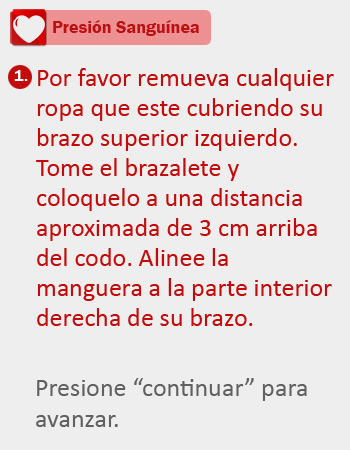 Presión Sanguínea
1. Por favor remueva cualquier
ropa que este cubriendo su
brazo superior izquierdo.
Tome el brazalete y
coloquelo a una distancia
aproximada de 3 cm arriba
del codo. Alinee la
manguera a la parte interior
derecha de su brazo.
Presione “continuar” para
avanzar.